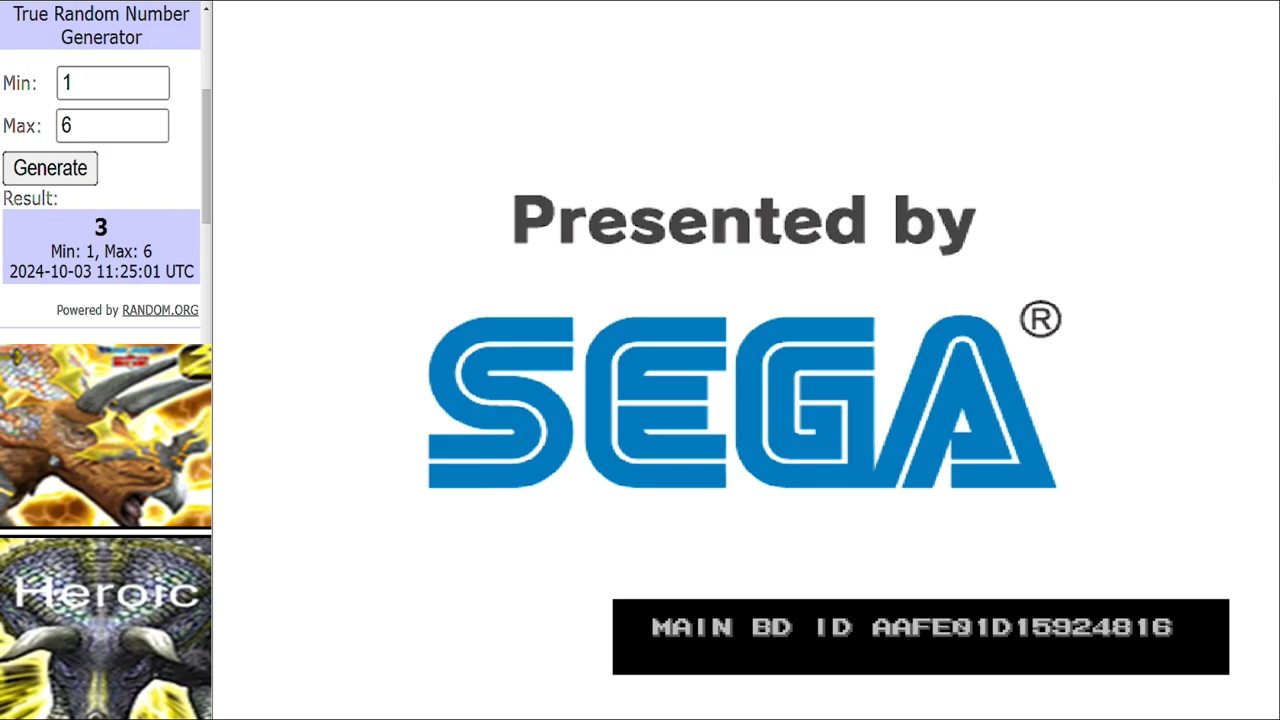 True Random Number
Generator
Min: 1
Max: 6
Generate
Result:
3
Min: 1, Max: 6
2024-10-03 11:25:01 UTC
Powered by RANDOM.ORG
Heroic
Presented by
SEGA®
MAIN BD ID AAFE01D15924816